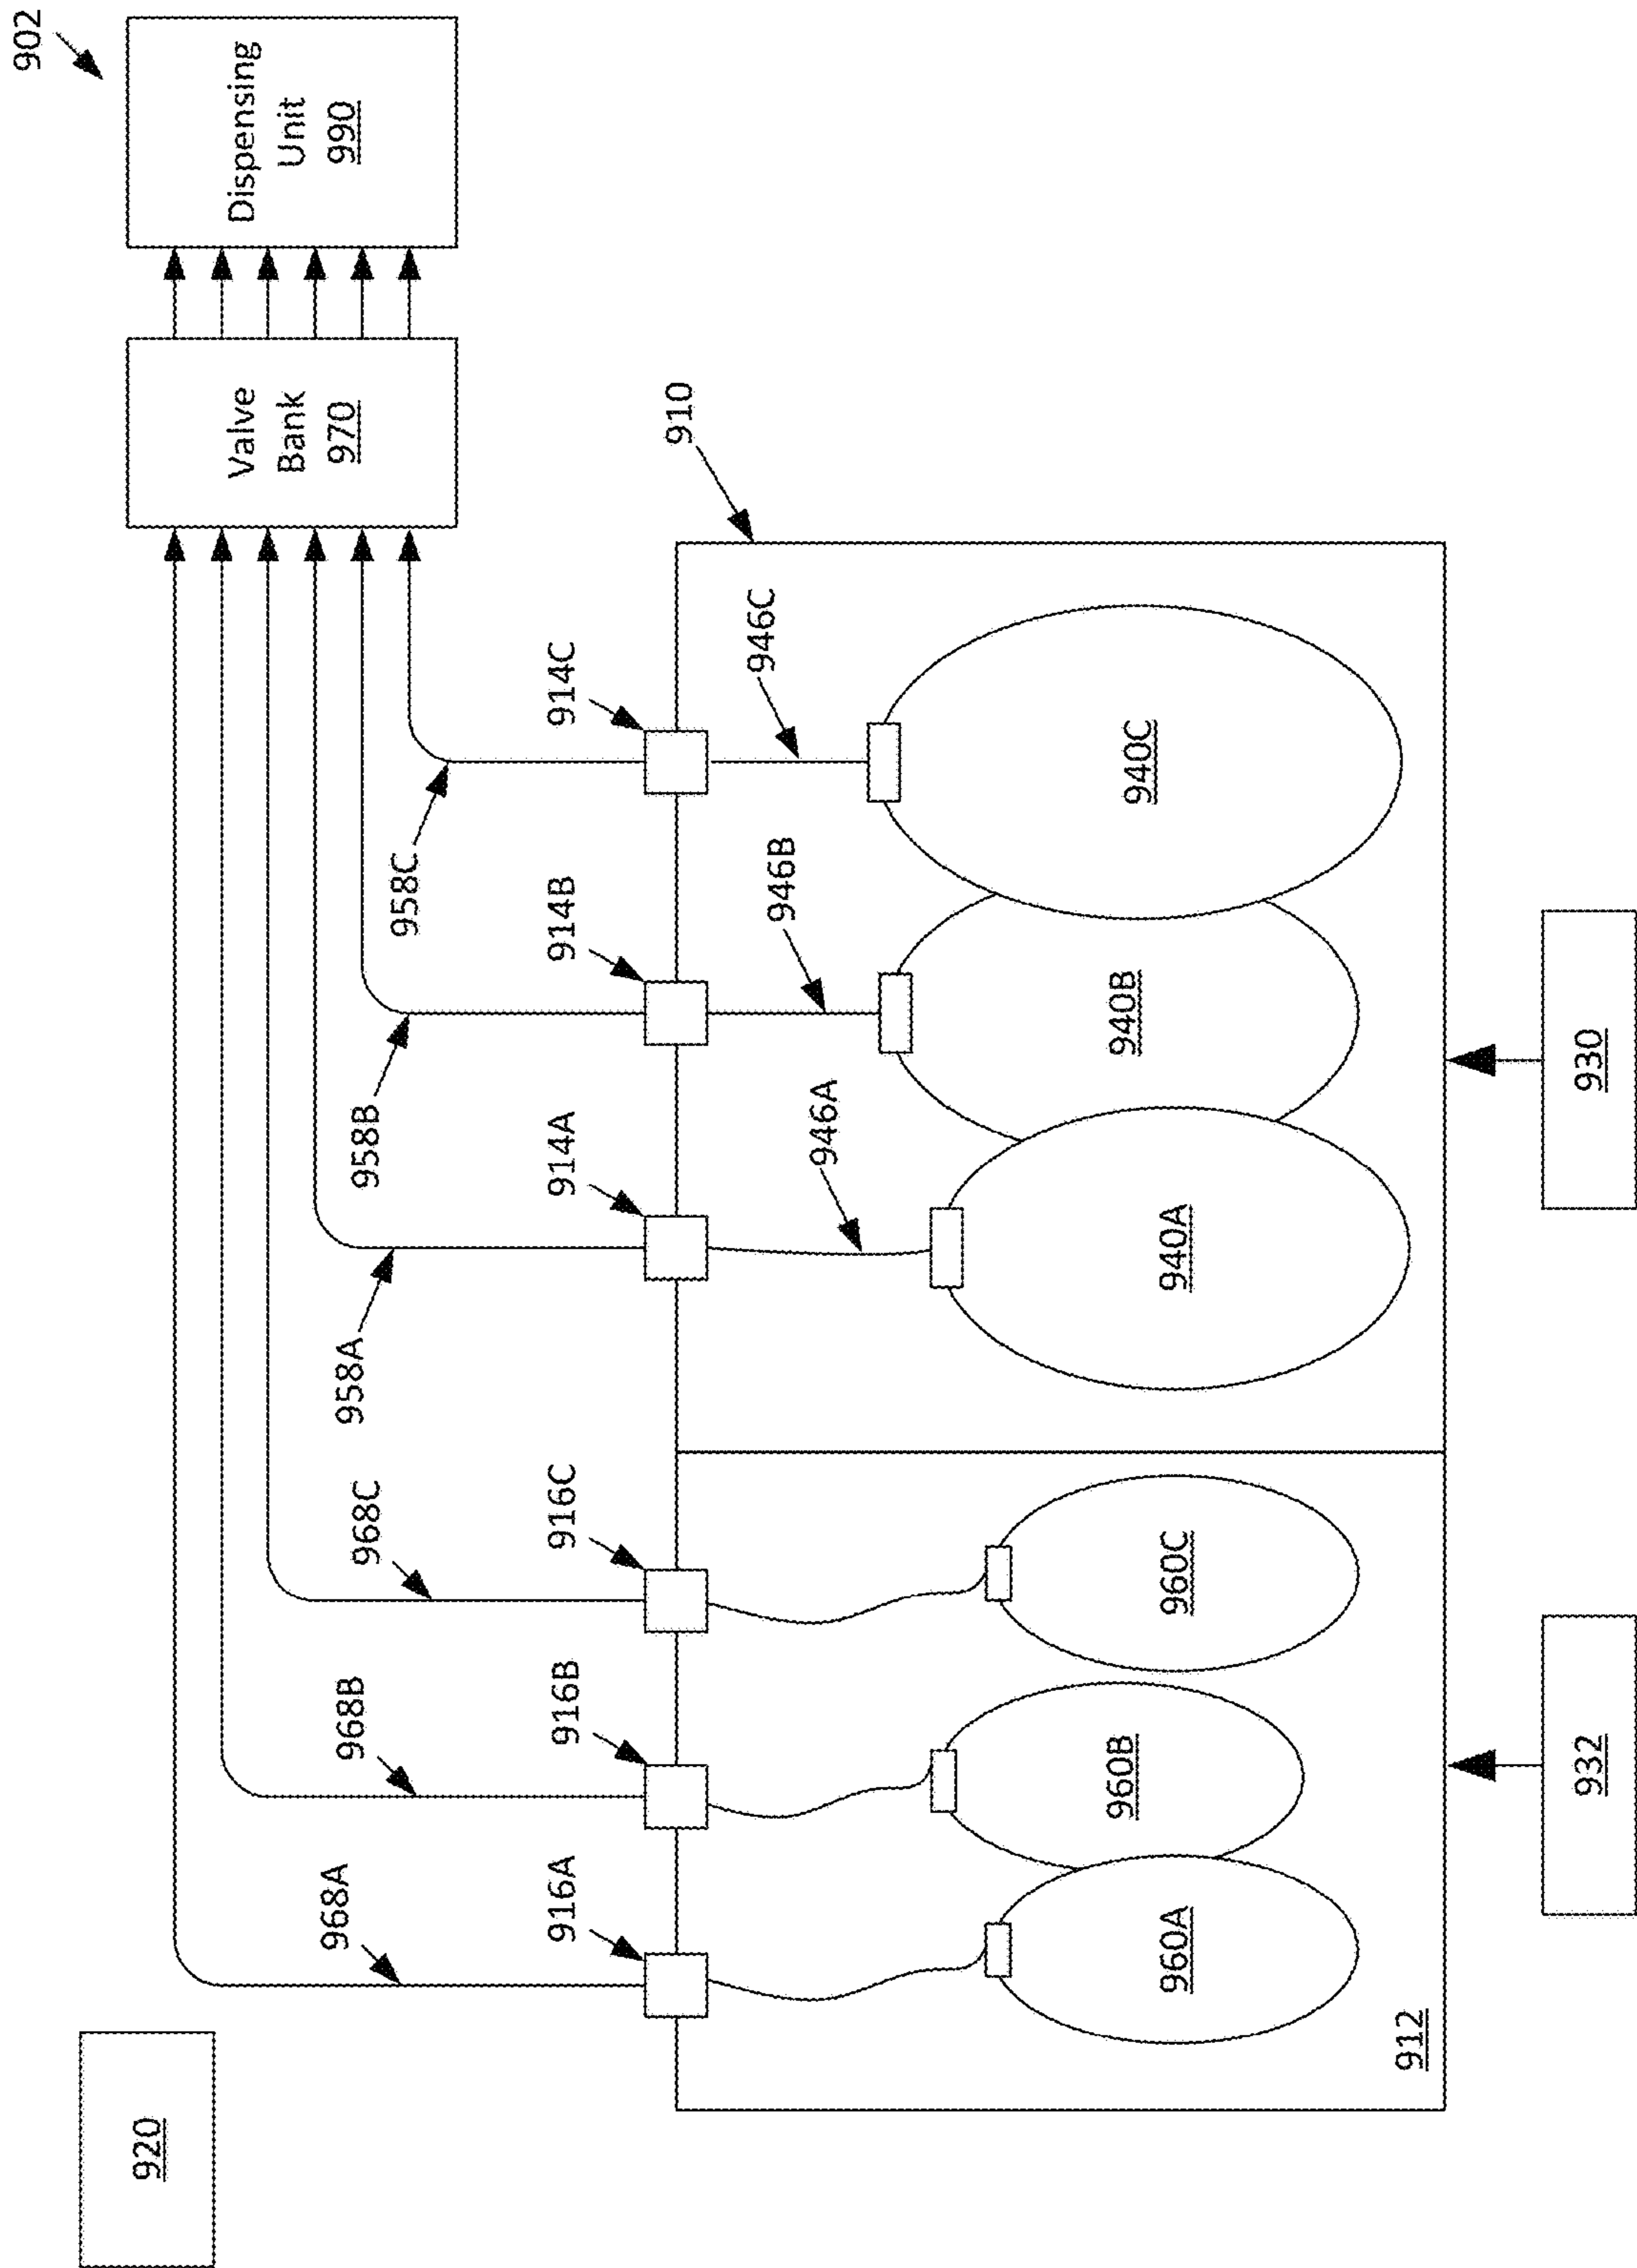 902
920
Dispensing
Unit
990
Valve
Bank
970
968A
968B
968C
958A
958B
958C
916A
916B
916C
914A
914B
914C
910
946A
946B
946C
960A
960B
960C
940A
940B
940C
912
932
930